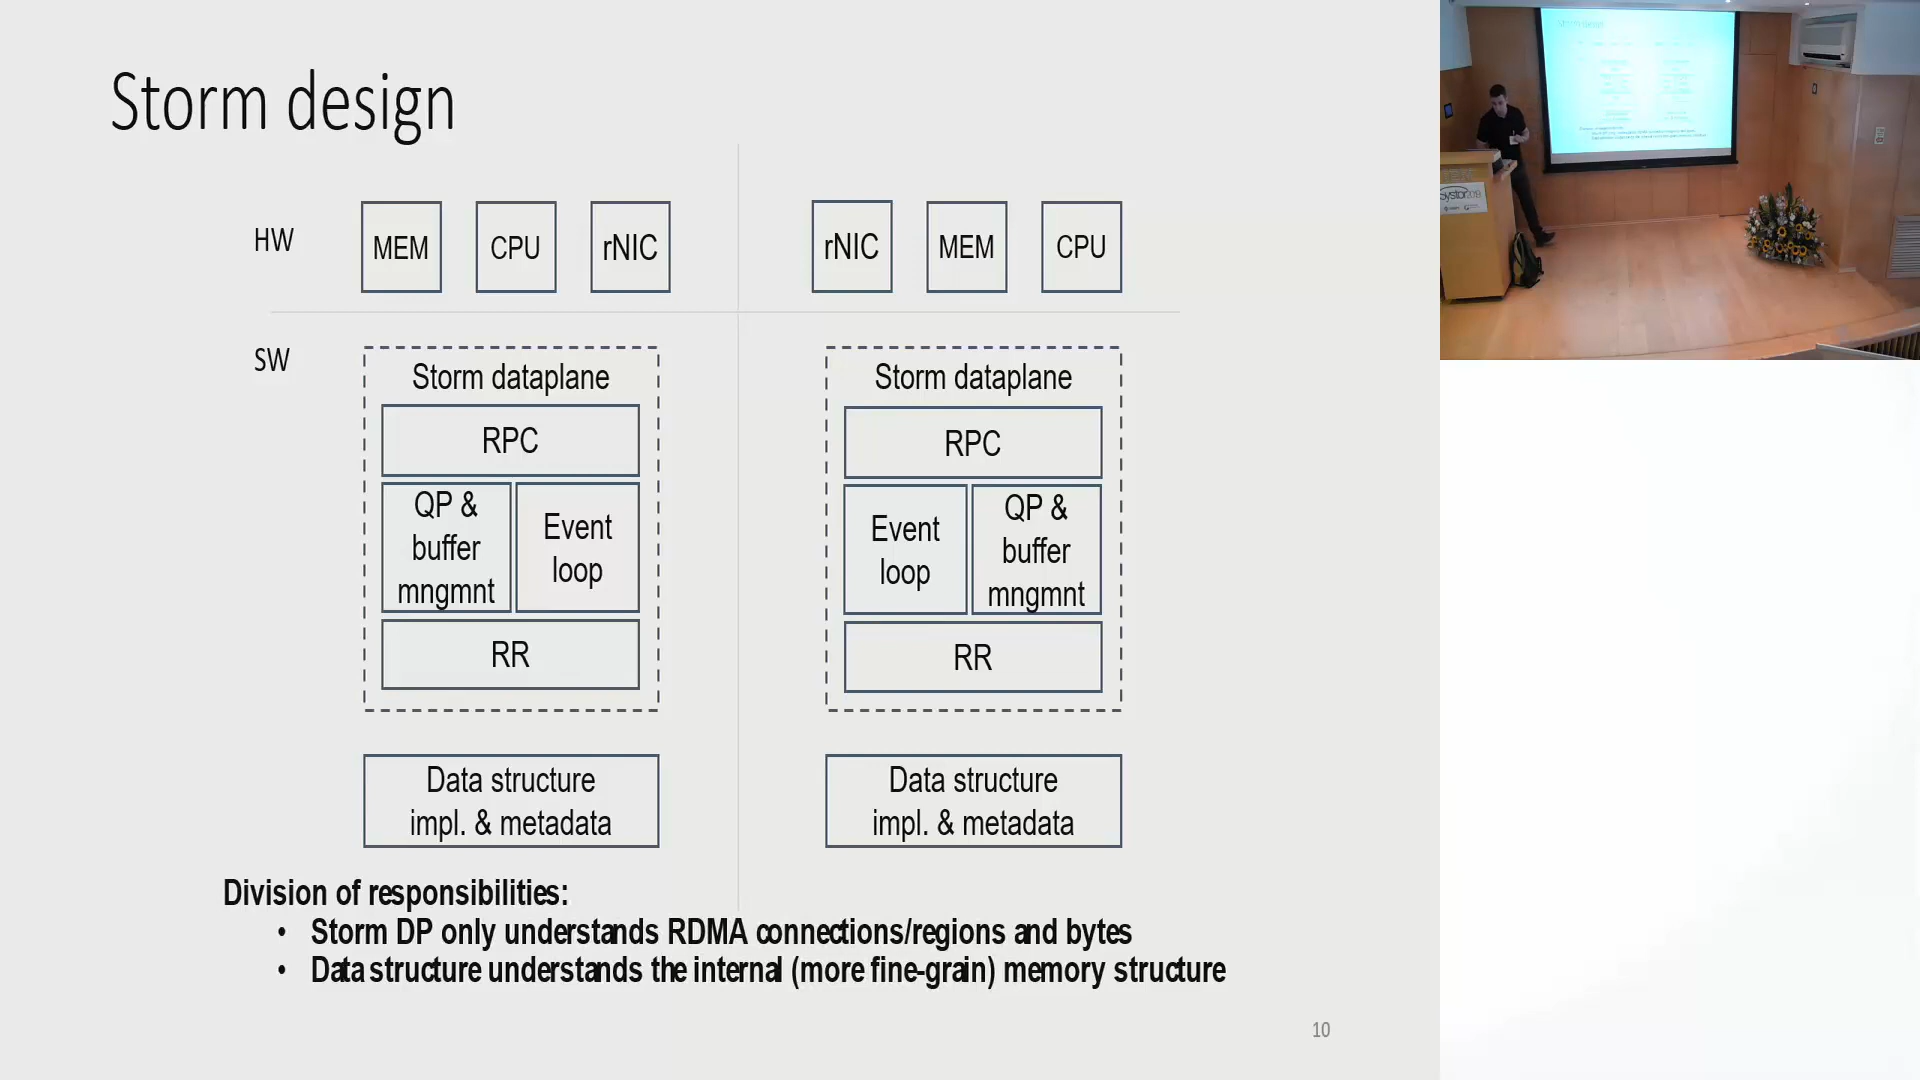 Storm design
HW
MEM
CPU
rNIC
rNIC
MEM
CPU
SW
Storm dataplane
RPC
QP &
buffer
mngmnt
Event
loop
RR
Storm dataplane
RPC
Event
loop
QP &
buffer
mngmnt
RR
Data structure
impl. & metadata
Data structure
impl. & metadata
Division of responsibilities:
• Storm DP only understands RDMA connections/regions and bytes
• Data structure understands the internal (more fine-grain) memory structure
10
systor2019